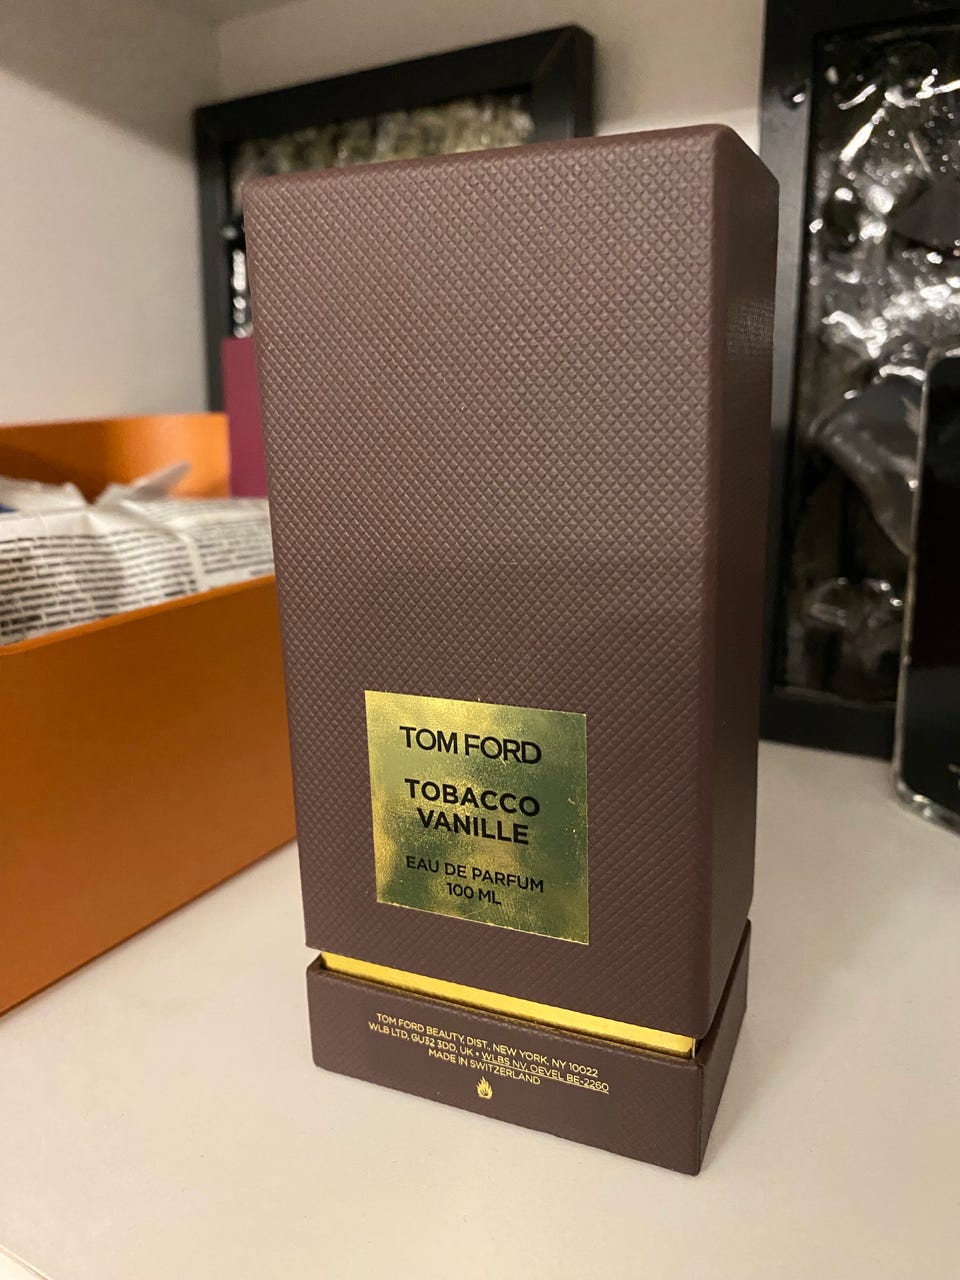 TOM FORD
TOBACCO
VANILLE
EAU DE PARFUM
100 ML
TOM FORD BEAUTY, DIST., NEW YORK, NY 10022
WLB LTD, GU32 3DD, UK • WLBS NV, OEVEL BE-2260
MADE IN SWITZERLAND